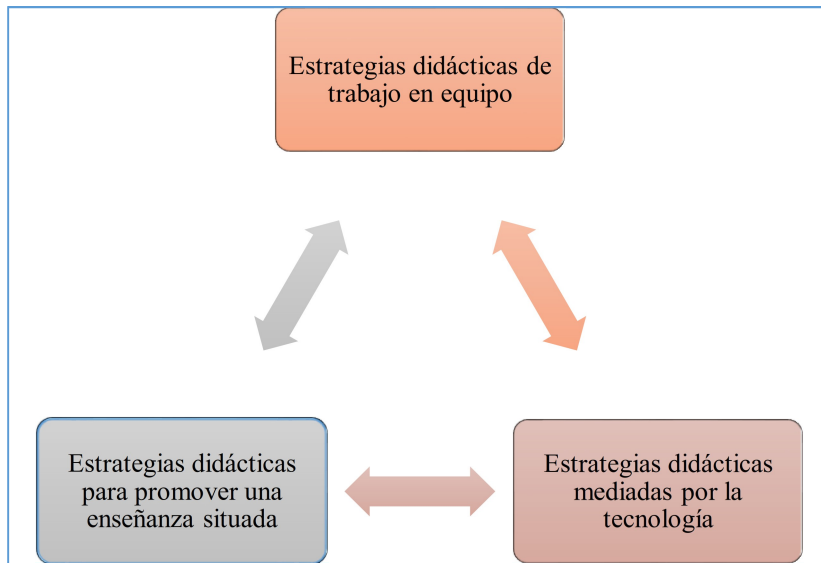 Estrategias didácticas de
trabajo en equipo
Estrategias didácticas
para promover una
enseñanza situada
Estrategias didácticas
mediadas por la
tecnología